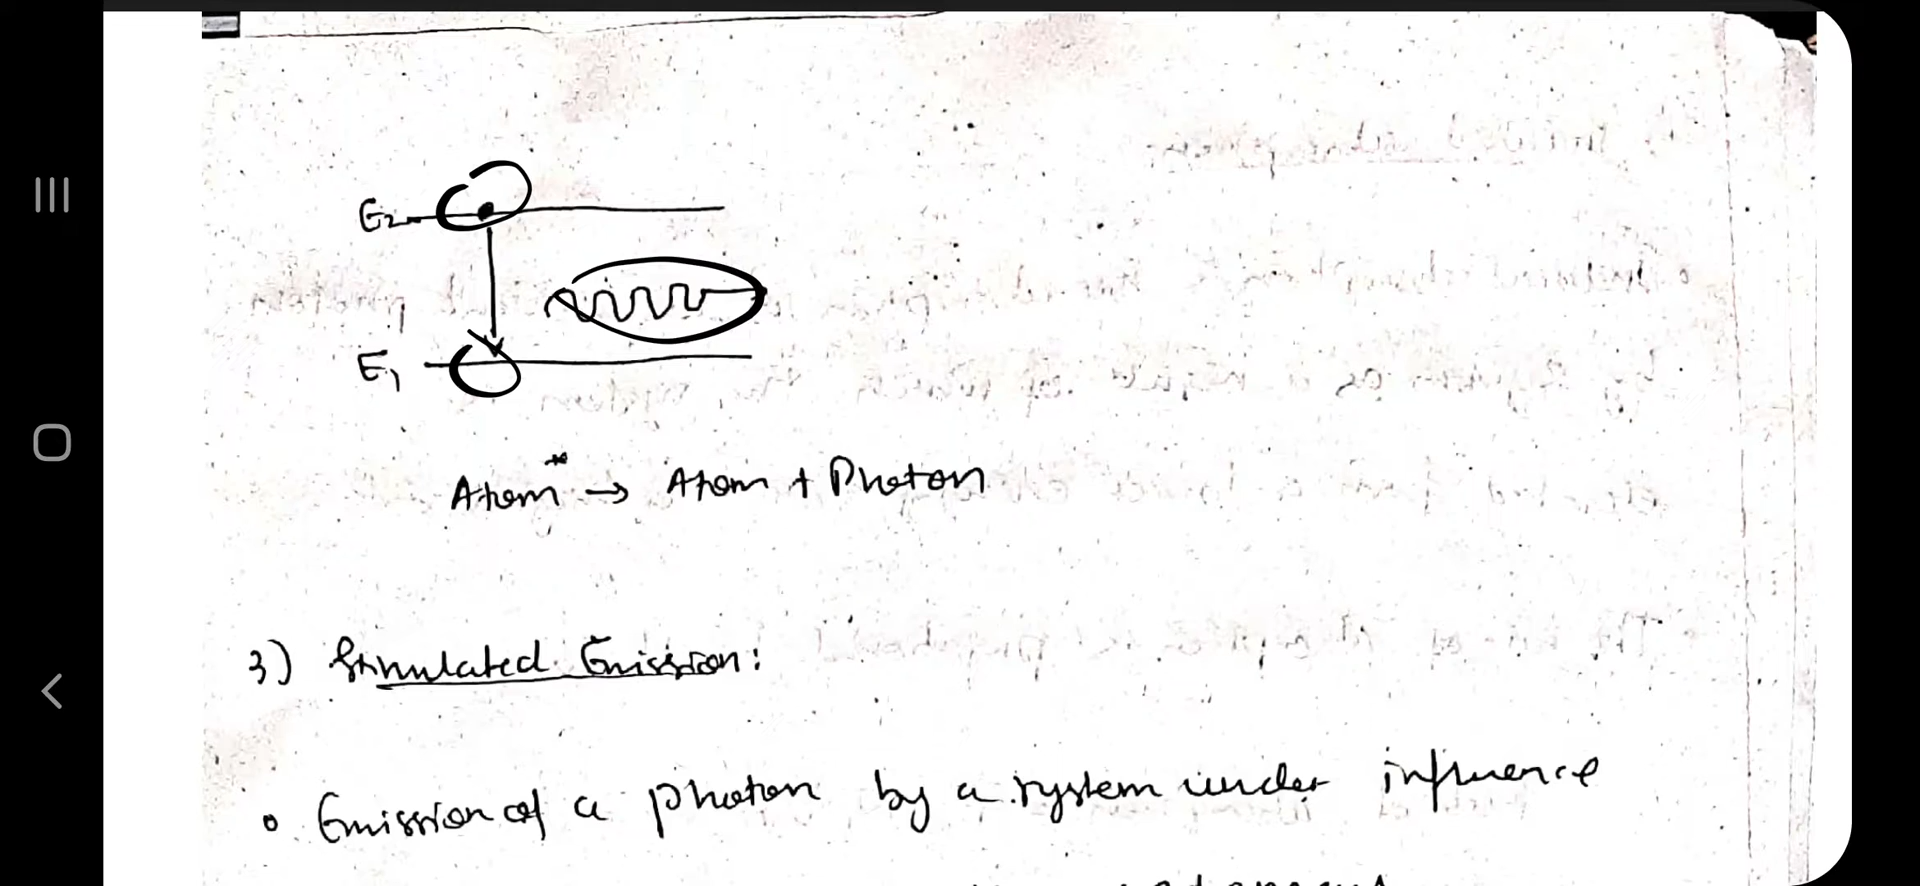 E2
E1
Atom* → Atom + Photon
3) Stimulated Emission:
• Emission of a photon by a system under influence